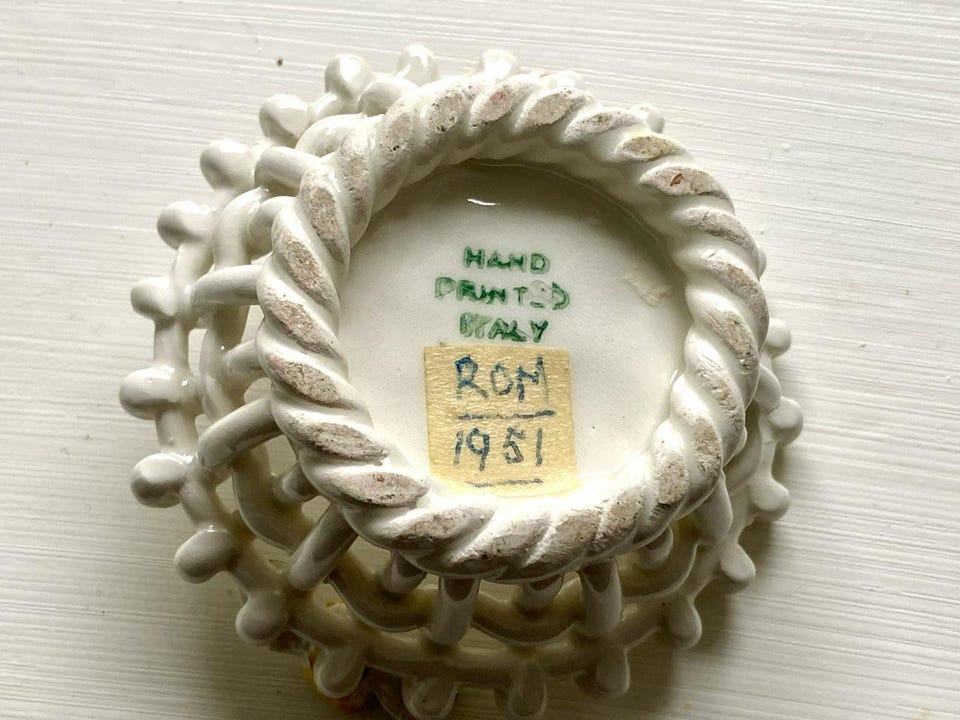 HAND
PRINTED
ITALY
ROM
1951